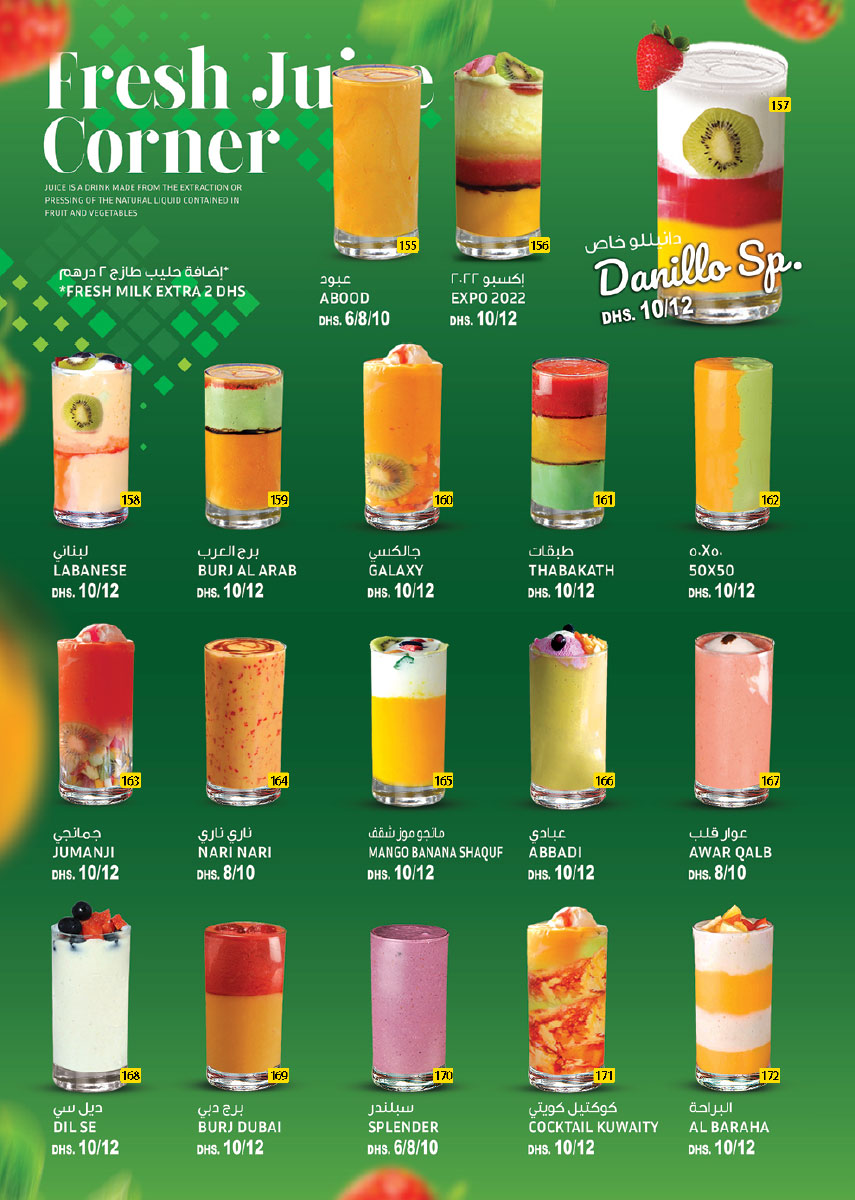 Fresh Juice
Corner
JUICE IS A DRINK MADE FROM THE EXTRACTION OR
PRESSING OF THE NATURAL LIQUID CONTAINED IN
FRUIT AND VEGETABLES
*إضافة حليب طازج ٢ درهم
*FRESH MILK EXTRA 2 DHS
155
عبود
ABOOD
DHS. 6/8/10
156
إكسبو ٢٠٢٢
EXPO 2022
DHS. 10/12
157
دانيللو خاص
Danillo Sp.
DHS. 10/12
158
لبناني
LABANESE
DHS. 10/12
159
برج العرب
BURJ AL ARAB
DHS. 10/12
160
جالكسي
GALAXY
DHS. 10/12
161
طبقات
THABAKATH
DHS. 10/12
162
٥٠X٥٠
50X50
DHS. 10/12
163
جمانجي
JUMANJI
DHS. 10/12
164
ناري ناري
NARI NARI
DHS. 8/10
165
مانجو موز شقف
MANGO BANANA SHAQUF
DHS. 10/12
166
عبادي
ABBADI
DHS. 10/12
167
عوار قلب
AWAR QALB
DHS. 8/10
168
ديل سي
DIL SE
DHS. 10/12
169
برج دبي
BURJ DUBAI
DHS. 10/12
170
سبلندر
SPLENDER
DHS. 6/8/10
171
كوكتيل كويتي
COCKTAIL KUWAITY
DHS. 10/12
172
البراحة
AL BARAHA
DHS. 10/12